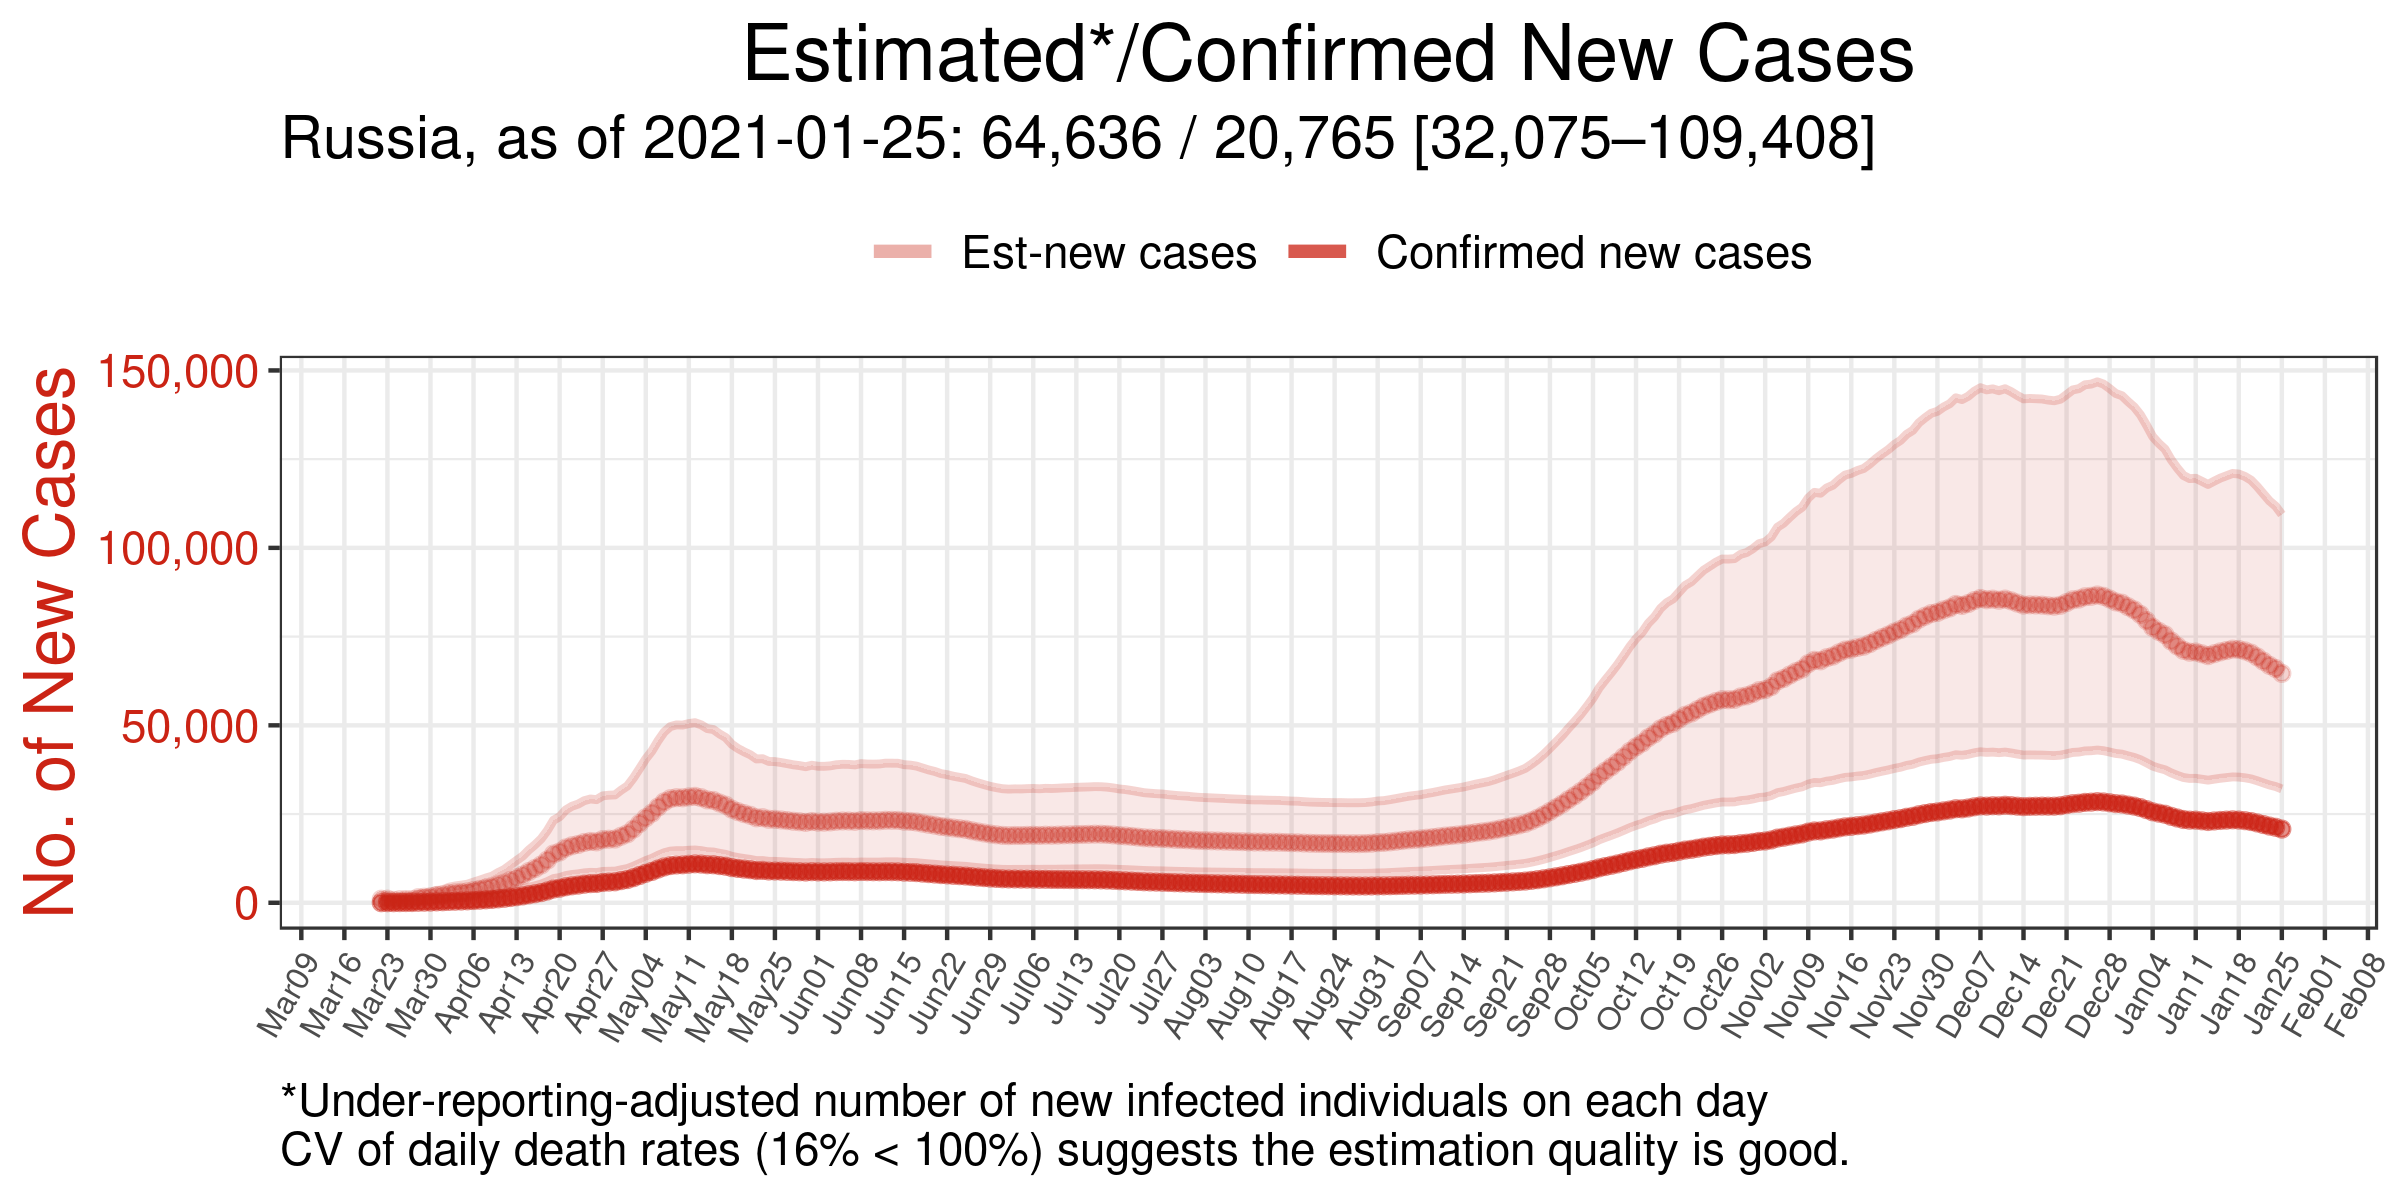 Estimated*/Confirmed New Cases
Russia, as of 2021-01-25: 64,636 / 20,765 [32,075–109,408]
Est-new cases
Confirmed new cases
No. of New Cases
150,000
100,000
50,000
0
Mar09
Mar16
Mar23
Mar30
Apr06
Apr13
Apr20
Apr27
May04
May11
May18
May25
Jun01
Jun08
Jun15
Jun22
Jun29
Jul06
Jul13
Jul20
Jul27
Aug03
Aug10
Aug17
Aug24
Aug31
Sep07
Sep14
Sep21
Sep28
Oct05
Oct12
Oct19
Oct26
Nov02
Nov09
Nov16
Nov23
Nov30
Dec07
Dec14
Dec21
Dec28
Jan04
Jan11
Jan18
Jan25
Feb01
Feb08
*Under-reporting-adjusted number of new infected individuals on each day
CV of daily death rates (16% < 100%) suggests the estimation quality is good.